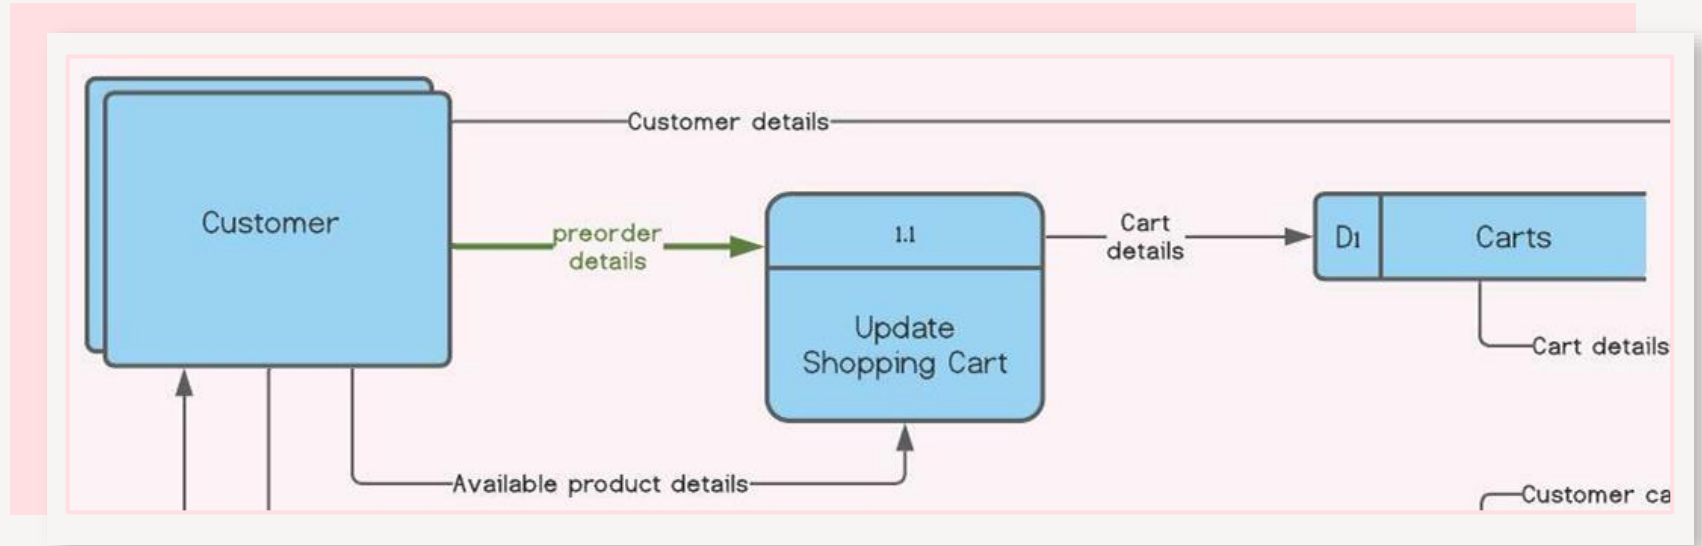 Customer details
Customer
preorder
details
1.1
Update
Shopping Cart
Cart
details
D1
Carts
Cart details
Available product details
Customer